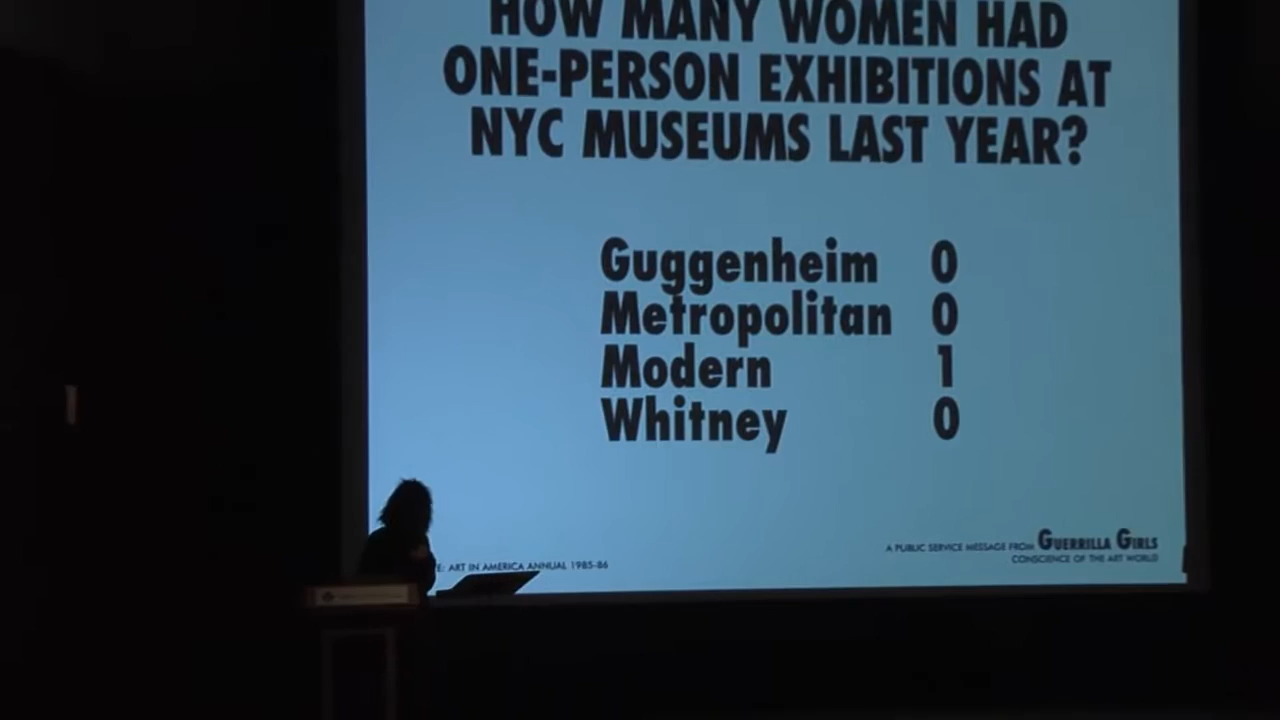 HOW MANY WOMEN HAD
ONE-PERSON EXHIBITIONS AT
NYC MUSEUMS LAST YEAR?
Guggenheim 0
Metropolitan 0
Modern 1
Whitney 0
A PUBLIC SERVICE MESSAGE FROM GUERRILLA GIRLS
CONSCIENCE OF THE ART WORLD
E: ART IN AMERICA ANNUAL 1985-86